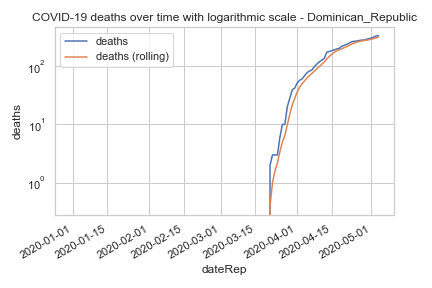 COVID-19 deaths over time with logarithmic scale - Dominican_Republic
deaths
deaths (rolling)
10²
10¹
10⁰
deaths
2020-01-01
2020-01-15
2020-02-01
2020-02-15
2020-03-01
2020-03-15
2020-04-01
2020-04-15
2020-05-01
dateRep